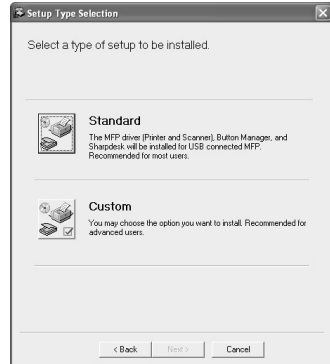 Setup Type Selection
Select a type of setup to be installed.
Standard
The MFP driver (Printer and Scanner), Button Manager, and
Sharpdesk will be installed for USB connected MFP.
Recommended for most users.
Custom
You may choose the option you want to install. Recommended for
advanced users.
< Back
Next >
Cancel